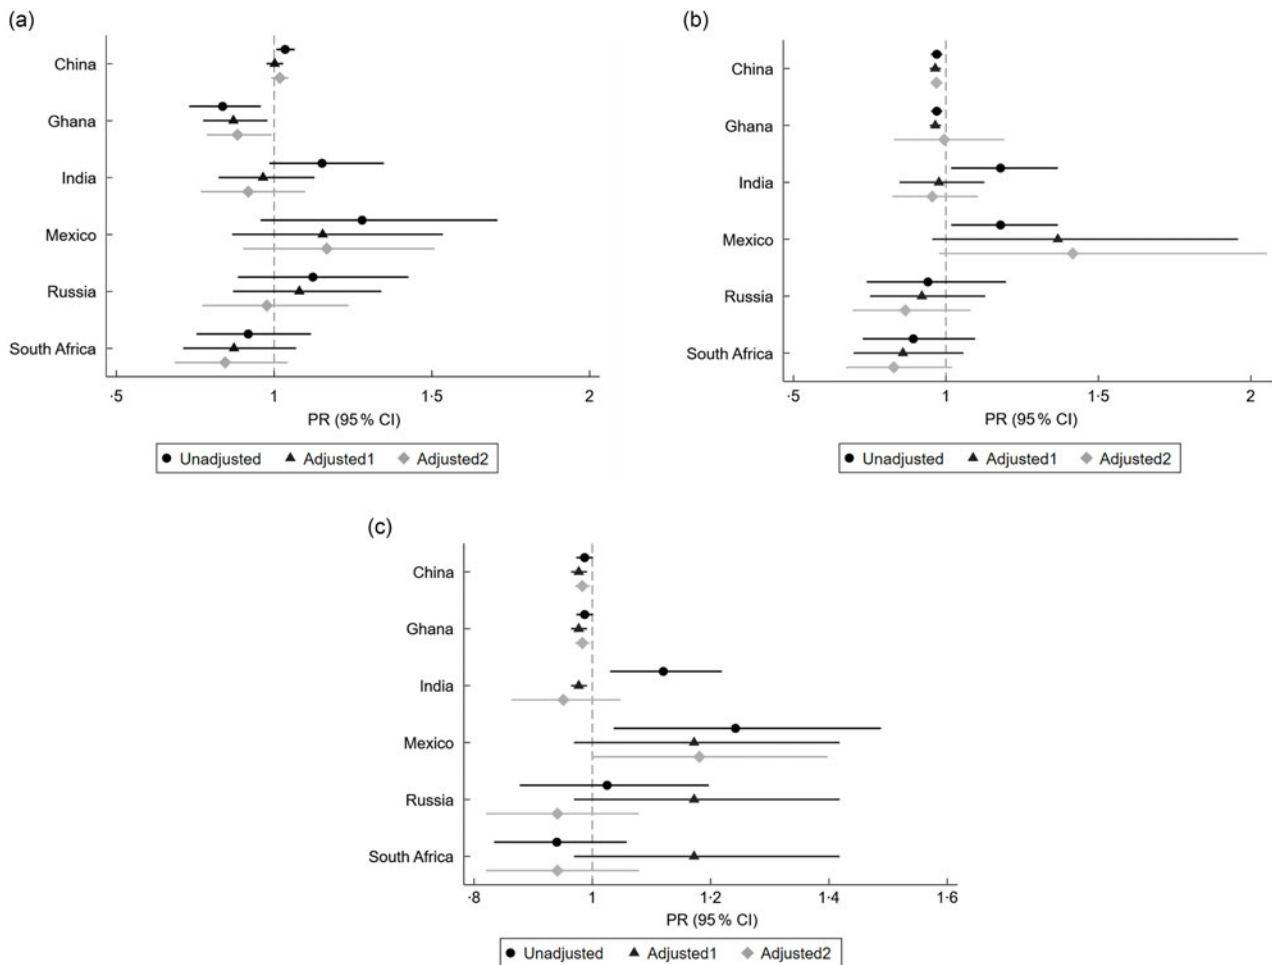 (a)
China
Ghana
India
Mexico
Russia
South Africa
·5
1
1·5
2
PR (95 % CI)
Unadjusted Adjusted1 Adjusted2
(b)
China
Ghana
India
Mexico
Russia
South Africa
·5
1
1·5
2
PR (95 % CI)
Unadjusted Adjusted1 Adjusted2
(c)
China
Ghana
India
Mexico
Russia
South Africa
·8
1
1·2
1·4
1·6
PR (95 % CI)
Unadjusted Adjusted1 Adjusted2